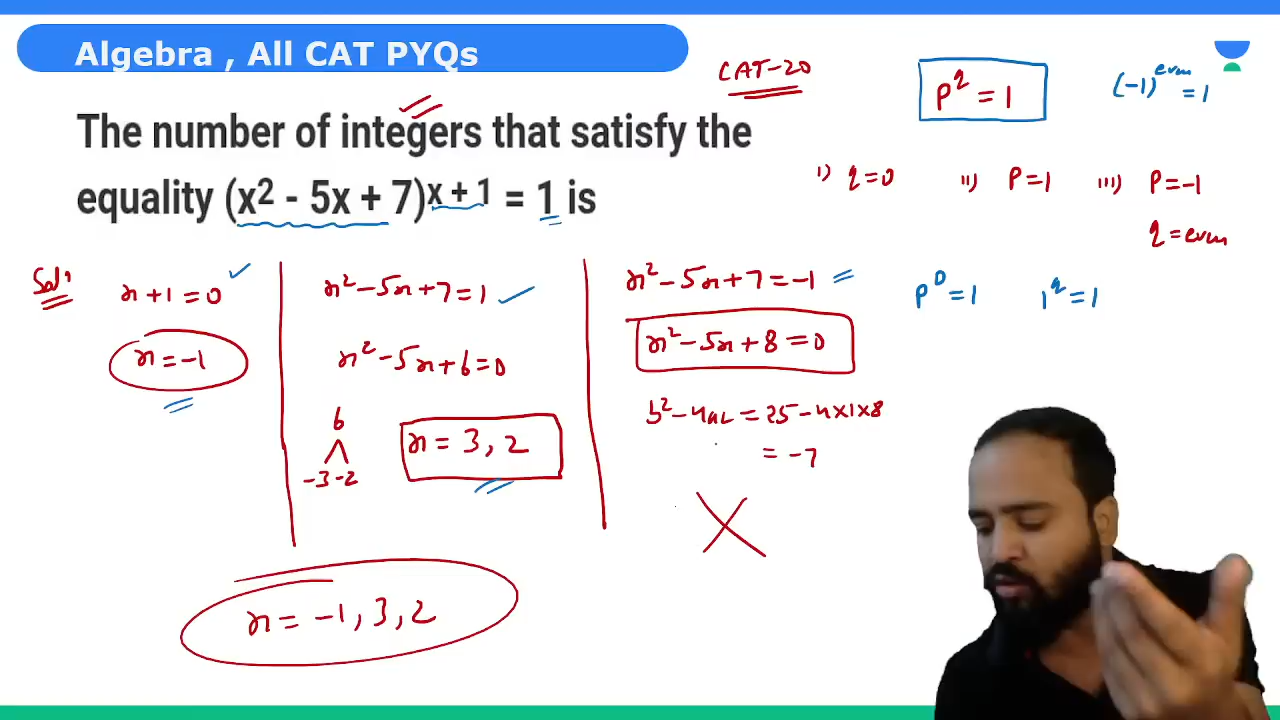 Algebra , All CAT PYQs
CAT-20
P^q = 1
(-1)^even = 1
The number of integers that satisfy the
equality (x2 - 5x + 7)^x + 1 = 1 is
i) q=0 ii) P=1 iii) P=-1
q=even
Sol:
x+1=0
x=-1
x²-5x+7=1
x²-5x+6=0
6
-3 -2
x = 3, 2
x²-5x+7=-1
x²-5x+8=0
b²-4ac = 25-4×1×8
= -7
P^0=1 1^q=1
x = -1, 3, 2